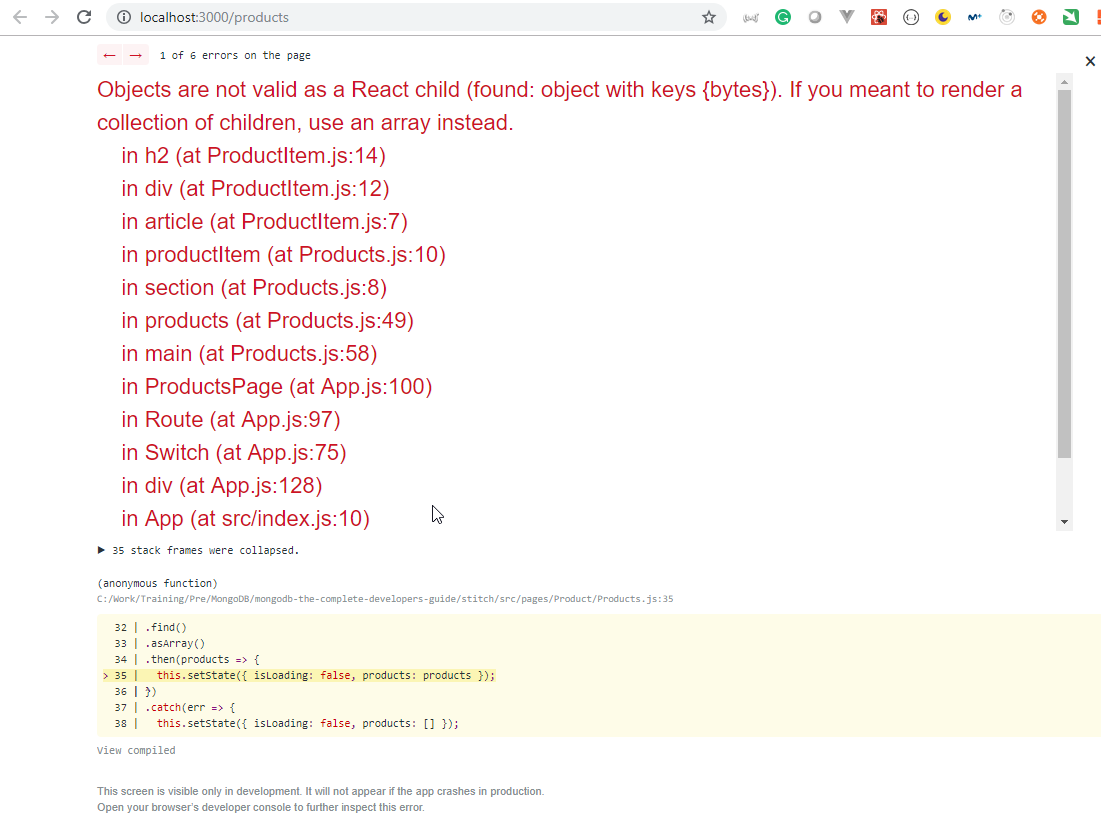 localhost:3000/products
← → 1 of 6 errors on the page
Objects are not valid as a React child (found: object with keys {bytes}). If you meant to render a
collection of children, use an array instead.
in h2 (at ProductItem.js:14)
in div (at ProductItem.js:12)
in article (at ProductItem.js:7)
in productItem (at Products.js:10)
in section (at Products.js:8)
in products (at Products.js:49)
in main (at Products.js:58)
in ProductsPage (at App.js:100)
in Route (at App.js:97)
in Switch (at App.js:75)
in div (at App.js:128)
in App (at src/index.js:10)
▶ 35 stack frames were collapsed.
(anonymous function)
C:/Work/Training/Pre/MongoDB/mongodb-the-complete-developers-guide/stitch/src/pages/Product/Products.js:35
32 | .find()
33 | .asArray()
34 | .then(products => {
> 35 |   this.setState({ isLoading: false, products: products });
36 | })
37 | .catch(err => {
38 |   this.setState({ isLoading: false, products: [] });
View compiled
This screen is visible only in development. It will not appear if the app crashes in production.
Open your browser's developer console to further inspect this error.